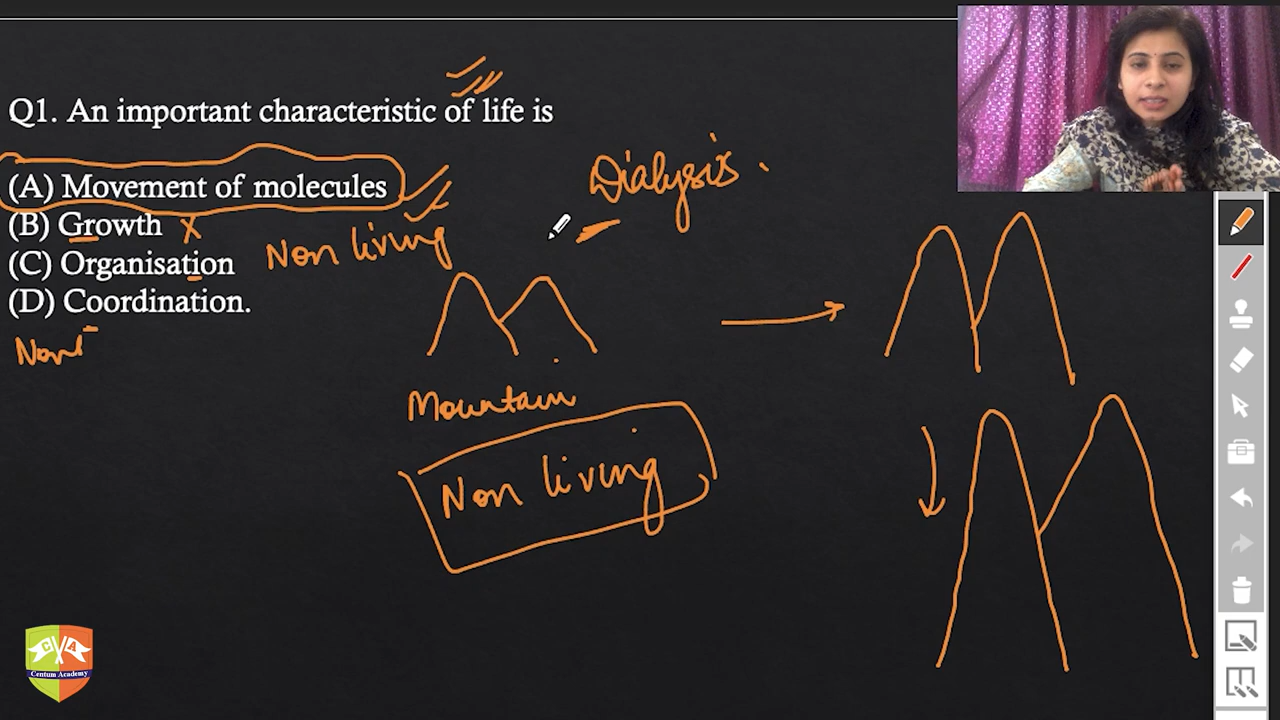 Q1. An important characteristic of life is
(A) Movement of molecules
(B) Growth x
(C) Organisation
(D) Coordination.
Non living
Dialysis.
Mountain
Non living
C A
Centum Academy